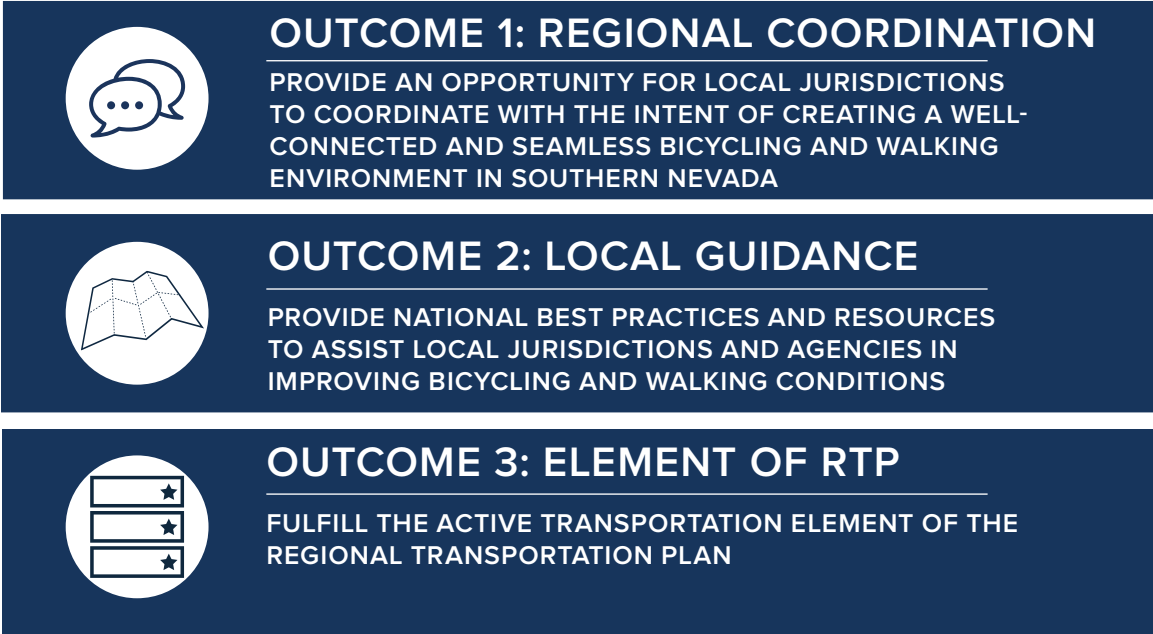 OUTCOME 1: REGIONAL COORDINATION
PROVIDE AN OPPORTUNITY FOR LOCAL JURISDICTIONS
TO COORDINATE WITH THE INTENT OF CREATING A WELL-
CONNECTED AND SEAMLESS BICYCLING AND WALKING
ENVIRONMENT IN SOUTHERN NEVADA
OUTCOME 2: LOCAL GUIDANCE
PROVIDE NATIONAL BEST PRACTICES AND RESOURCES
TO ASSIST LOCAL JURISDICTIONS AND AGENCIES IN
IMPROVING BICYCLING AND WALKING CONDITIONS
OUTCOME 3: ELEMENT OF RTP
FULFILL THE ACTIVE TRANSPORTATION ELEMENT OF THE
REGIONAL TRANSPORTATION PLAN